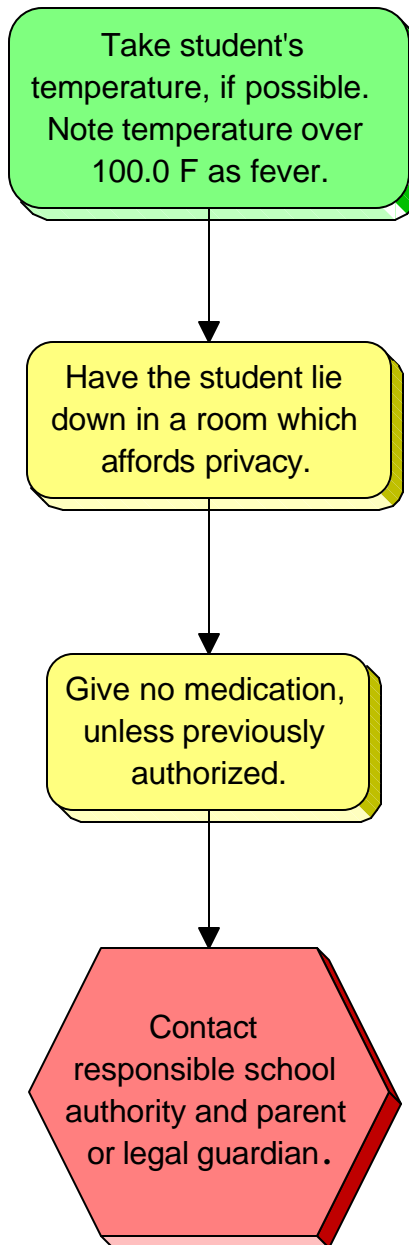 Take student's
temperature, if possible.
Note temperature over
100.0 F as fever.
Have the student lie
down in a room which
affords privacy.
Give no medication,
unless previously
authorized.
Contact
responsible school
authority and parent
or legal guardian.